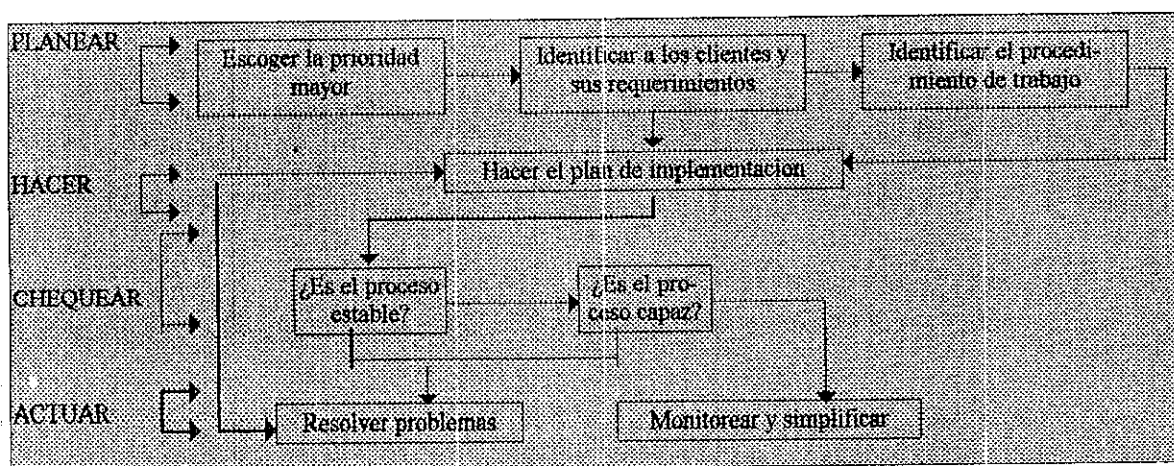 PLANEAR
Escoger la prioridad
mayor
Identificar a los clientes y
sus requerimientos
Identificar el procedi-
miento de trabajo
HACER
Hacer el plan de implementacion
CHEQUEAR
¿Es el proceso
estable?
¿Es el pro-
ceso capaz?
ACTUAR
Resolver problemas
Monitorear y simplificar